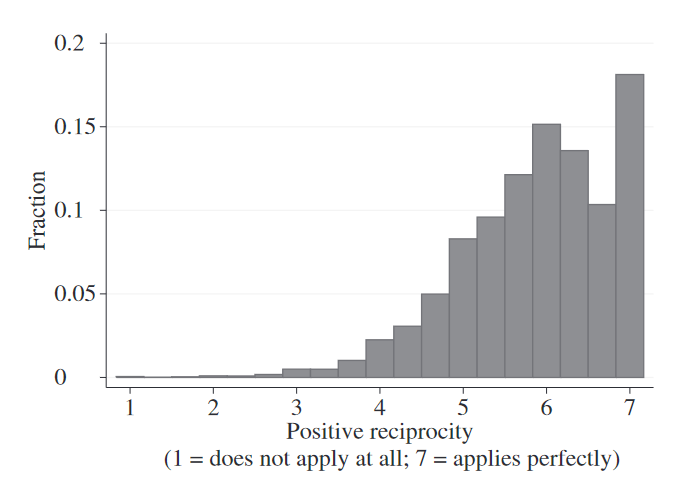 0.2
0.15
0.1
0.05
0
Fraction
1 2 3 4 5 6 7
Positive reciprocity
(1 = does not apply at all; 7 = applies perfectly)